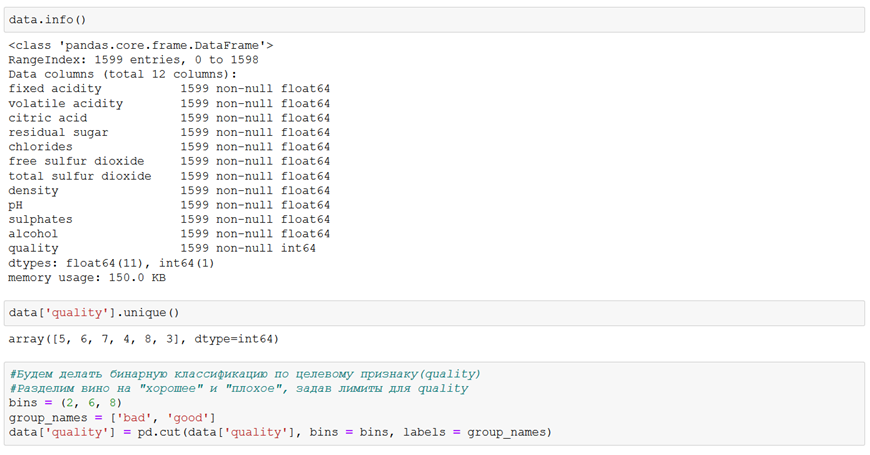 data.info()
<class 'pandas.core.frame.DataFrame'>
RangeIndex: 1599 entries, 0 to 1598
Data columns (total 12 columns):
fixed acidity           1599 non-null float64
volatile acidity        1599 non-null float64
citric acid             1599 non-null float64
residual sugar          1599 non-null float64
chlorides               1599 non-null float64
free sulfur dioxide     1599 non-null float64
total sulfur dioxide    1599 non-null float64
density                 1599 non-null float64
pH                      1599 non-null float64
sulphates               1599 non-null float64
alcohol                 1599 non-null float64
quality                 1599 non-null int64
dtypes: float64(11), int64(1)
memory usage: 150.0 KB
data['quality'].unique()
array([5, 6, 7, 4, 8, 3], dtype=int64)
#Будем делать бинарную классификацию по целевому признаку(quality)
#Разделим вино на "хорошее" и "плохое", задав лимиты для quality
bins = (2, 6, 8)
group_names = ['bad', 'good']
data['quality'] = pd.cut(data['quality'], bins = bins, labels = group_names)